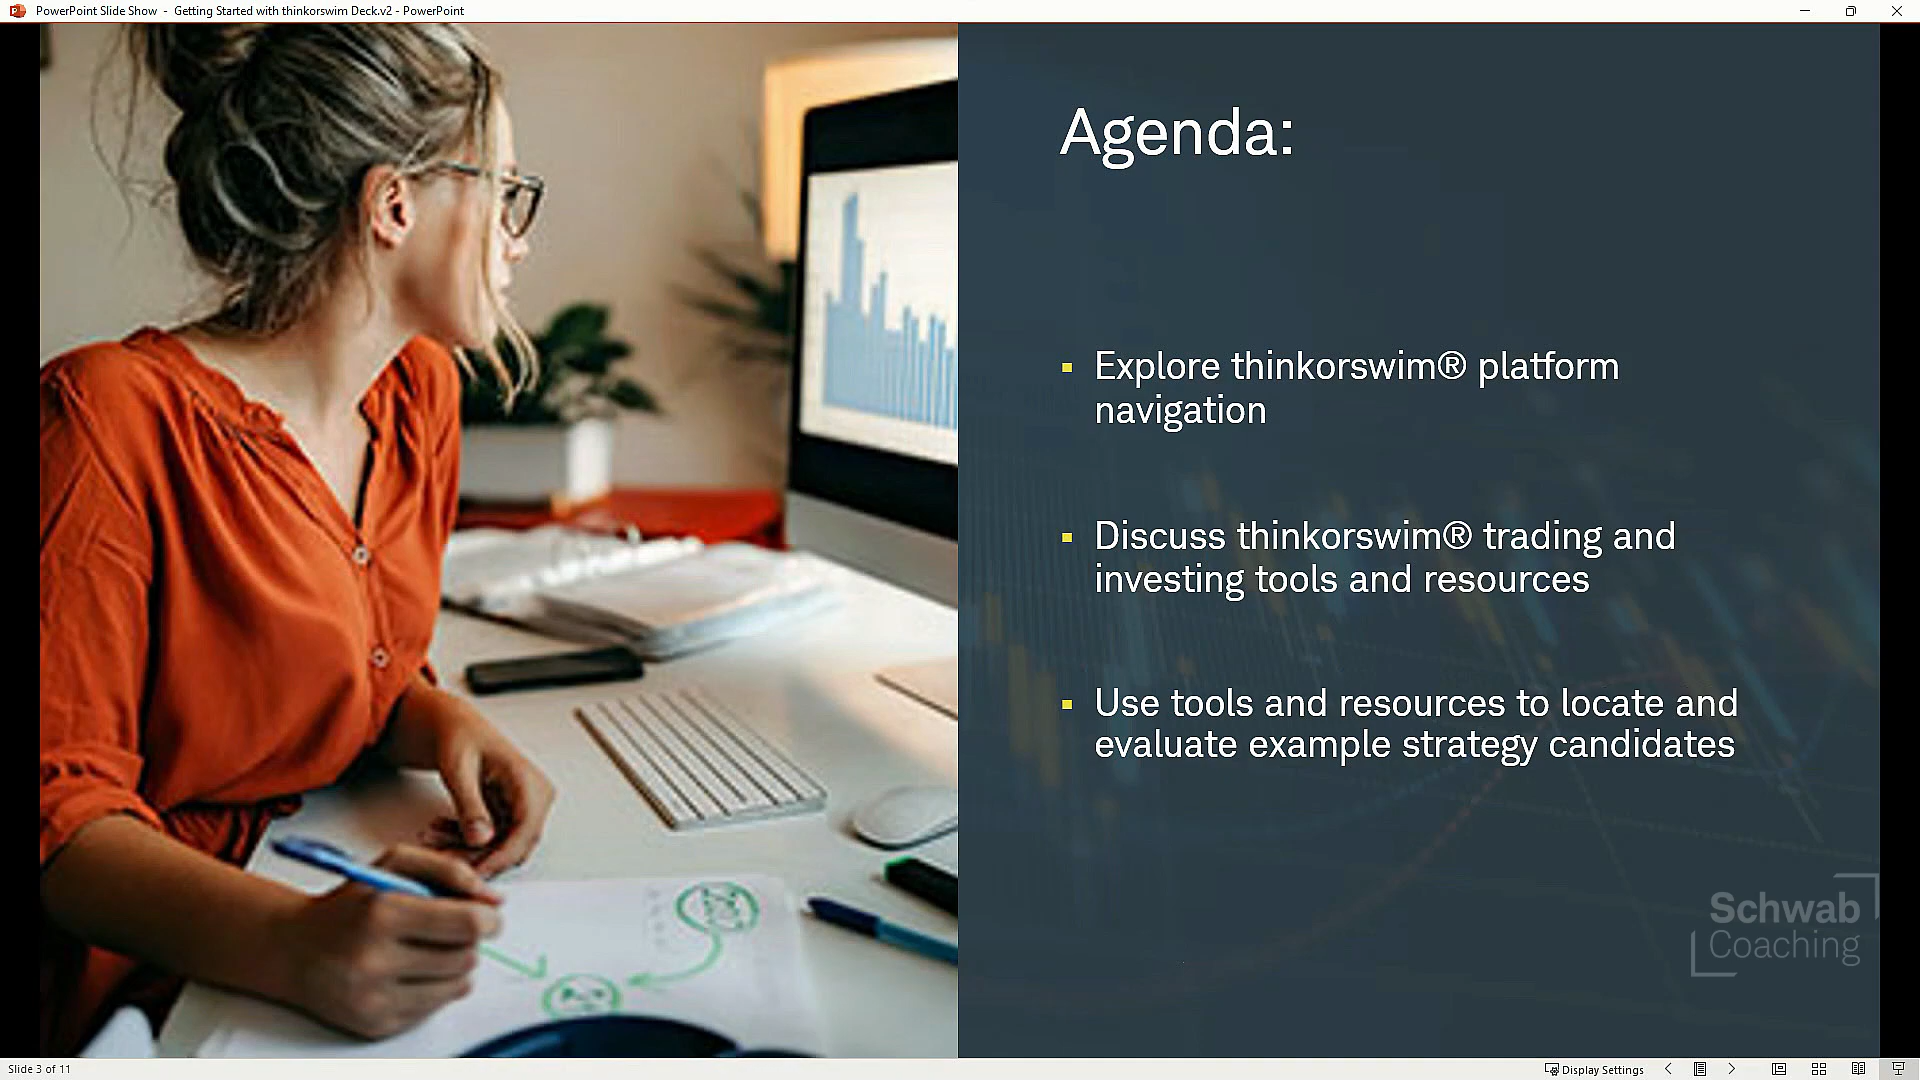 PowerPoint Slide Show - Getting Started with thinkorswim Deck.v2 - PowerPoint
Agenda:
▪ Explore thinkorswim® platform
navigation
▪ Discuss thinkorswim® trading and
investing tools and resources
▪ Use tools and resources to locate and
evaluate example strategy candidates
Schwab
Coaching
Slide 3 of 11
Display Settings